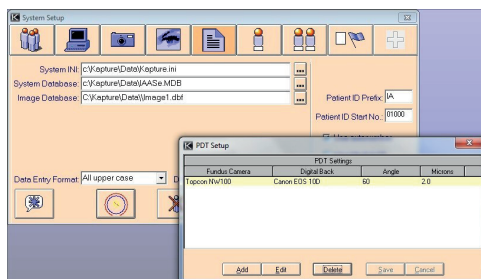 System Setup
System INI: c:\Kapture\Data\Kapture.ini
System Database: C:\Kapture\Data\IAASe.MDB
Image Database: C:\Kapture\Data\\Image1.dbf
Patient ID Prefix: IA
Patient ID Start No.: 01000
PDT Setup
PDT Settings
Fundus Camera Digital Back Angle Microns
Topcon NW100 Canon EOS 10D 60 2.0
Data Entry Format: All upper case
Add Edit Delete Save Cancel